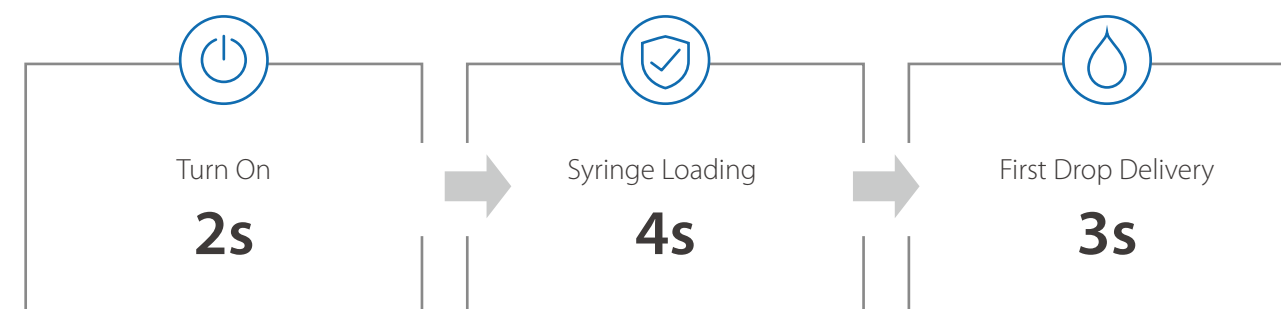 Turn On
2s
Syringe Loading
4s
First Drop Delivery
3s